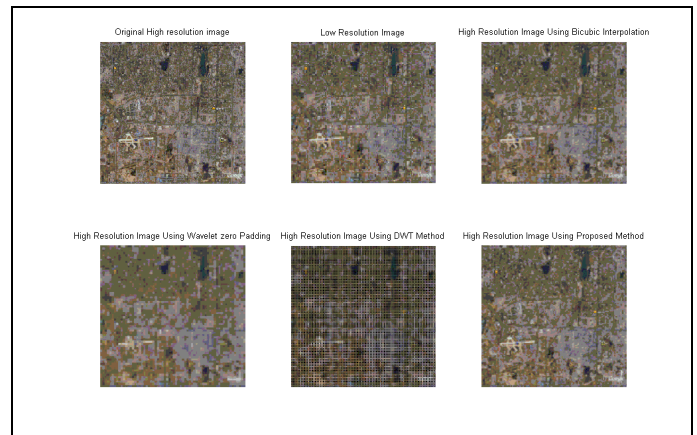 Original High resolution image
Low Resolution Image
High Resolution Image Using Bicubic Interpolation
High Resolution Image Using Wavelet zero Padding
High Resolution Image Using DWT Method
High Resolution Image Using Proposed Method